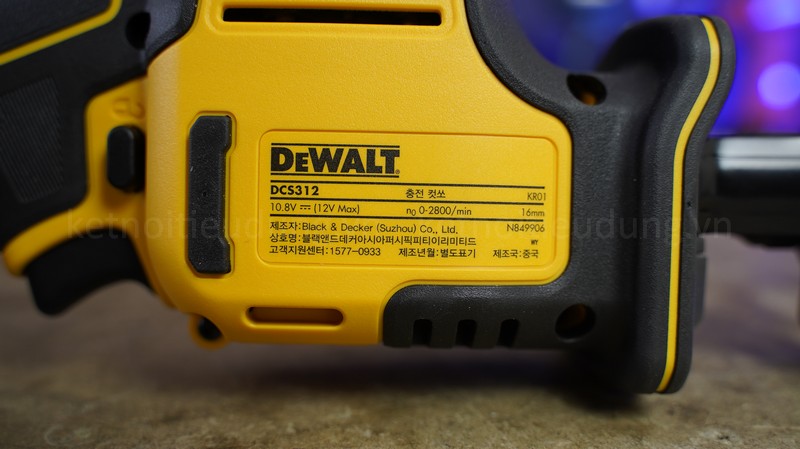 DEWALT
DCS312 충전 컷쏘 KR01
10.8V ⎓ (12V Max) n0 0-2800/min 16mm
제조자: Black & Decker (Suzhou) Co,. Ltd. N849906
상호명: 블랙앤드데커아시아퍼시픽피티이리미티드 WY
고객지원센터: 1577-0933 제조년월: 별도표기 제조국: 중국